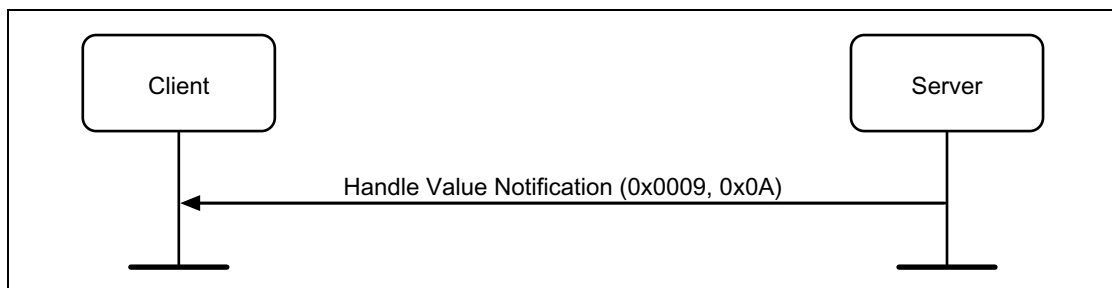 Client
Server
Handle Value Notification (0x0009, 0x0A)